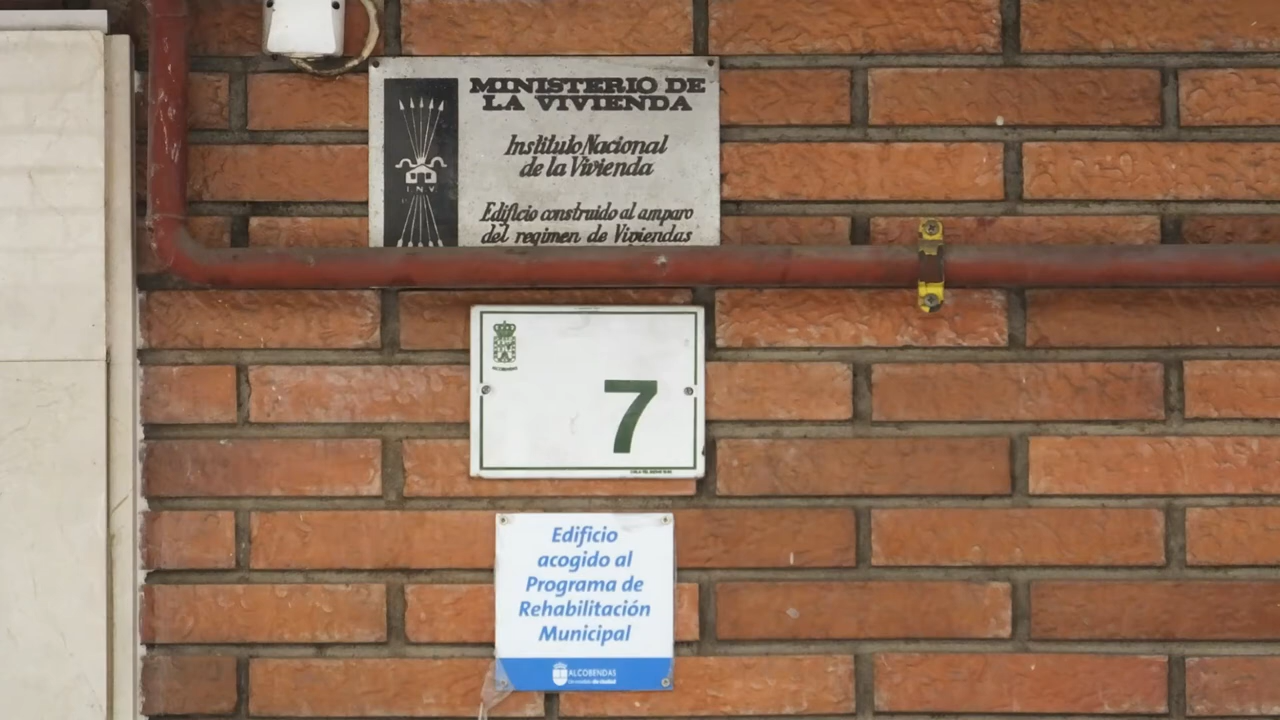 MINISTERIO DE
LA VIVIENDA
Instituto Nacional
de la Vivienda
I.N.V.
Edificio construido al amparo
del regimen de Viviendas
ALCOBENDAS
7
Edificio
acogido al
Programa de
Rehabilitación
Municipal
ALCOBENDAS